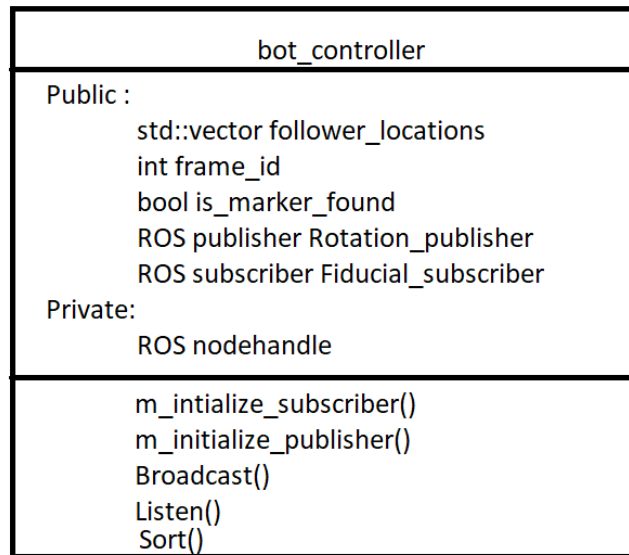 bot_controller
Public :
std::vector follower_locations
int frame_id
bool is_marker_found
ROS publisher Rotation_publisher
ROS subscriber Fiducial_subscriber
Private:
ROS nodehandle
m_intialize_subscriber()
m_initialize_publisher()
Broadcast()
Listen()
Sort()